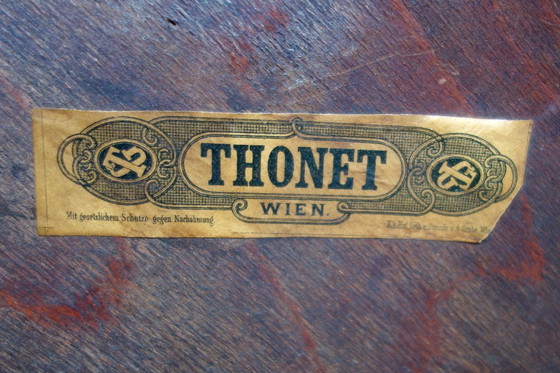 THONET
WIEN.
Mit gesetzlichem Schutze gegen Nachahmung.